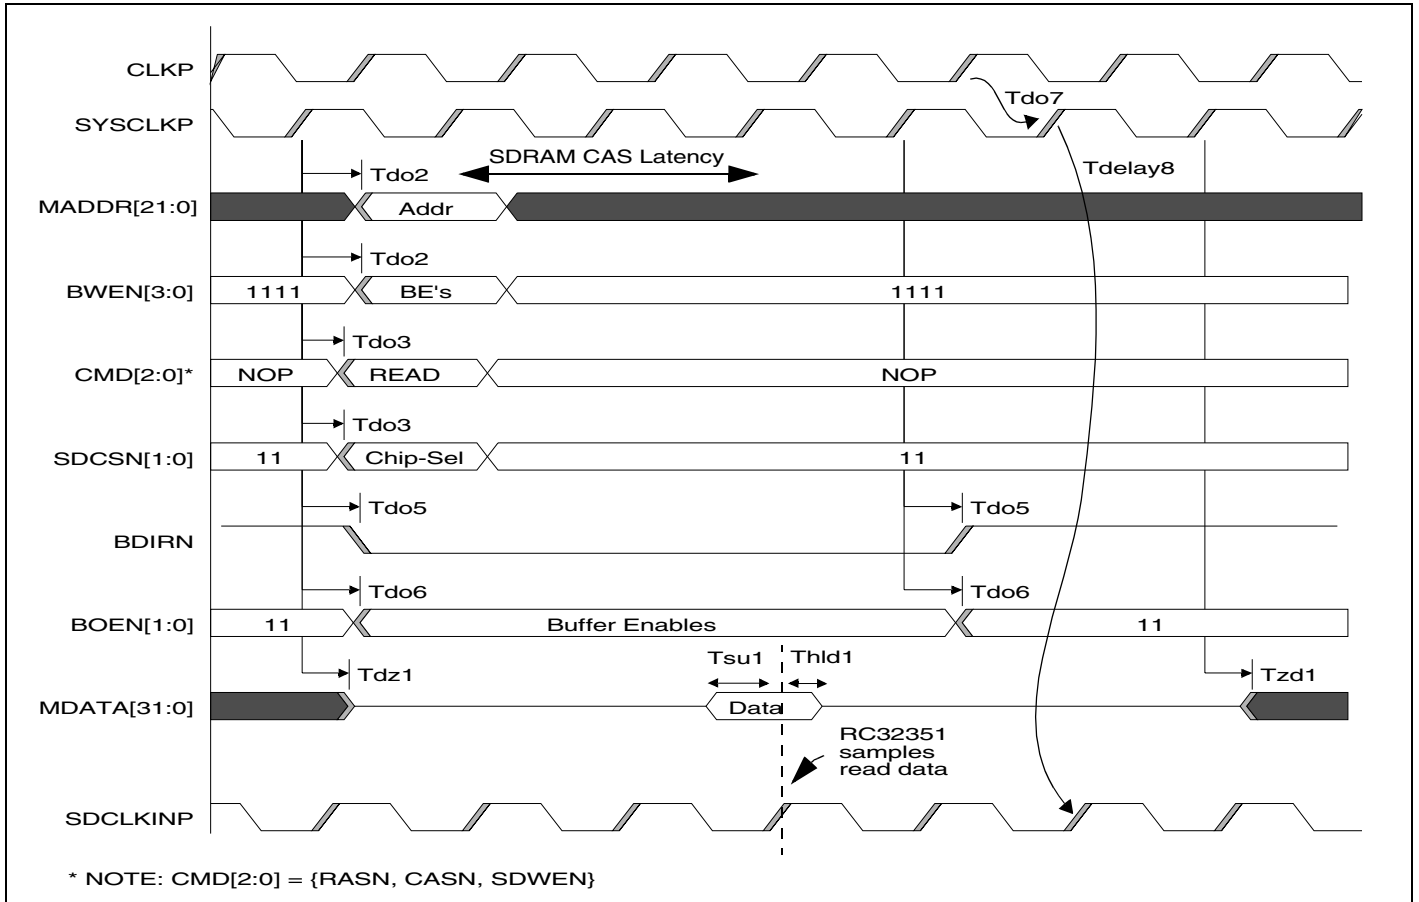 CLKP
Tdo7
SYSCLKP
SDRAM CAS Latency
Tdo2
Tdelay8
MADDR[21:0]
Addr
Tdo2
BWEN[3:0]
1111
BE's
1111
Tdo3
CMD[2:0]*
NOP
READ
NOP
Tdo3
SDCSN[1:0]
11
Chip-Sel
11
Tdo5
Tdo5
BDIRN
Tdo6
Tdo6
BOEN[1:0]
11
Buffer Enables
11
Tsu1
Thld1
Tdz1
Tzd1
MDATA[31:0]
Data
RC32351
samples
read data
SDCLKINP
* NOTE: CMD[2:0] = {RASN, CASN, SDWEN}